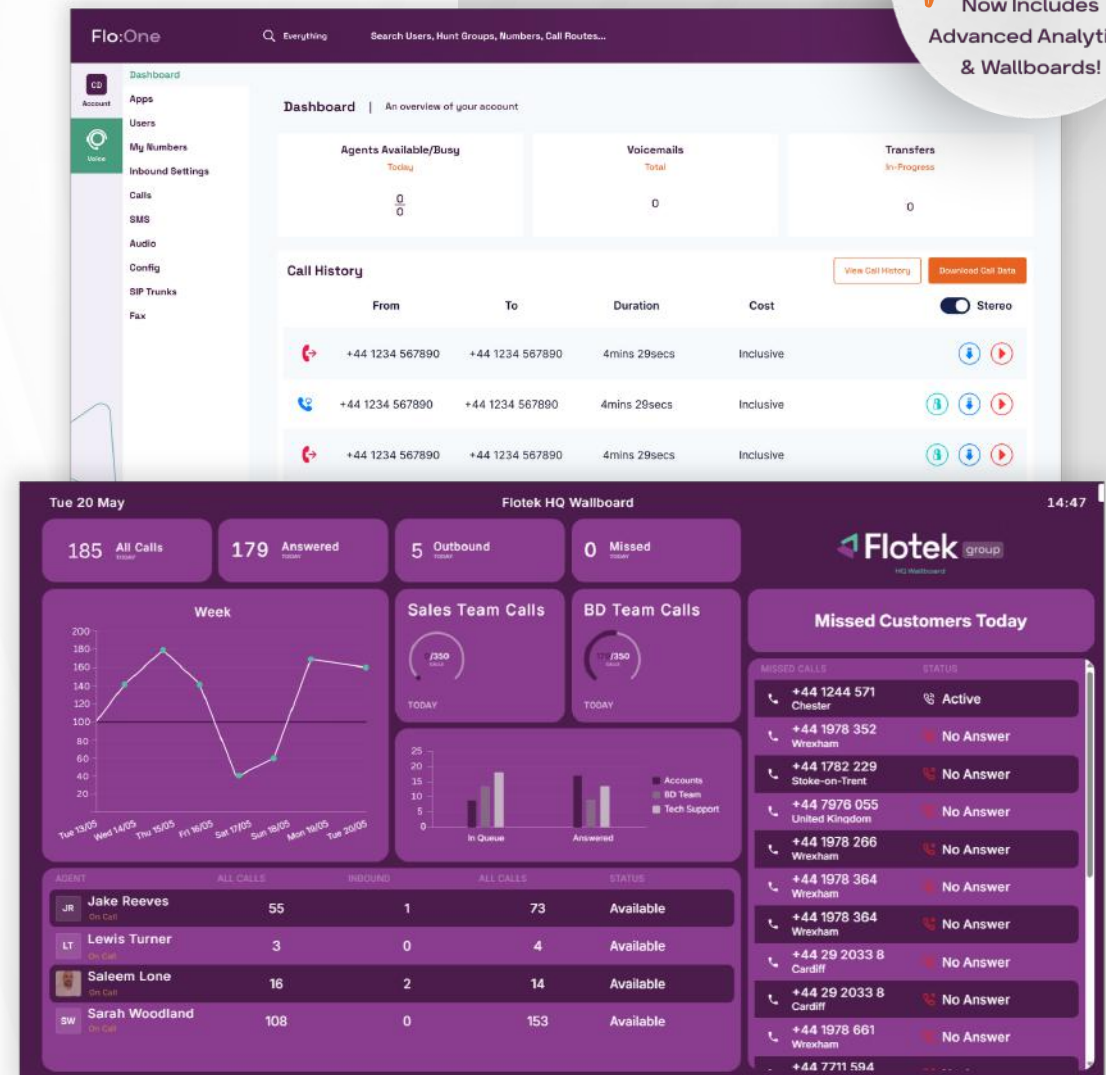 Now Includes
Advanced Analyti
& Wallboards!
Flo:One
Everything
Search Users, Hunt Groups, Numbers, Call Routes...
CD
Account
Voice
Dashboard
Apps
Users
My Numbers
Inbound Settings
Calls
SMS
Audio
Config
SIP Trunks
Fax
Dashboard | An overview of your account
Agents Available/Busy
Today
0
0
Voicemails
Total
0
Transfers
In-Progress
0
Call History
View Call History
Download Call Data
From To Duration Cost Stereo
+44 1234 567890 +44 1234 567890 4mins 29secs Inclusive
+44 1234 567890 +44 1234 567890 4mins 29secs Inclusive
+44 1234 567890 +44 1234 567890 4mins 29secs Inclusive
Tue 20 May Flotek HQ Wallboard 14:47
185 All Calls
TODAY
179 Answered
TODAY
5 Outbound
TODAY
0 Missed
TODAY
Flotek group
HQ Wallboard
Week
200
180
160
140
120
100
80
60
40
20
Tue 13/05 Wed 14/05 Thu 15/05 Fri 16/05 Sat 17/05 Sun 18/05 Mon 19/05 Tue 20/05
Sales Team Calls
/350
CALLS
TODAY
BD Team Calls
/350
CALLS
TODAY
25
20
15
10
5
0
In Queue Answered
Accounts
BD Team
Tech Support
Missed Customers Today
MISSED CALLS STATUS
+44 1244 571 Active
Chester
+44 1978 352 No Answer
Wrexham
+44 1782 229 No Answer
Stoke-on-Trent
+44 7976 055 No Answer
United Kingdom
+44 1978 266 No Answer
Wrexham
+44 1978 364 No Answer
Wrexham
+44 1978 364 No Answer
Wrexham
+44 29 2033 8 No Answer
Cardiff
+44 29 2033 8 No Answer
Cardiff
+44 1978 661 No Answer
Wrexham
+44 7711 594
AGENT ALL CALLS INBOUND ALL CALLS STATUS
JR Jake Reeves 55 1 73 Available
On Call
LT Lewis Turner 3 0 4 Available
On Call
Saleem Lone 16 2 14 Available
On Call
SW Sarah Woodland 108 0 153 Available
On Call